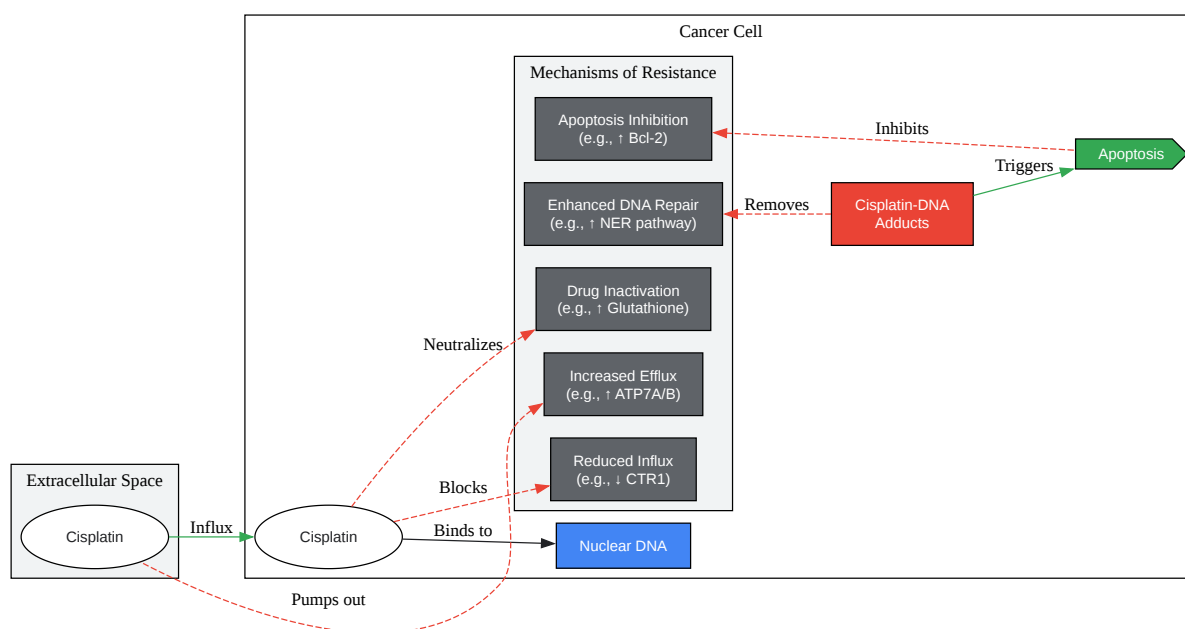 Cancer Cell
Mechanisms of Resistance
Apoptosis Inhibition
(e.g., ↑ Bcl-2)
Inhibits
Apoptosis
Triggers
Enhanced DNA Repair
(e.g., ↑ NER pathway)
Removes
Cisplatin-DNA
Adducts
Drug Inactivation
(e.g., ↑ Glutathione)
Neutralizes
Increased Efflux
(e.g., ↑ ATP7A/B)
Reduced Influx
(e.g., ↓ CTR1)
Blocks
Extracellular Space
Cisplatin
Influx
Cisplatin
Binds to
Nuclear DNA
Pumps out